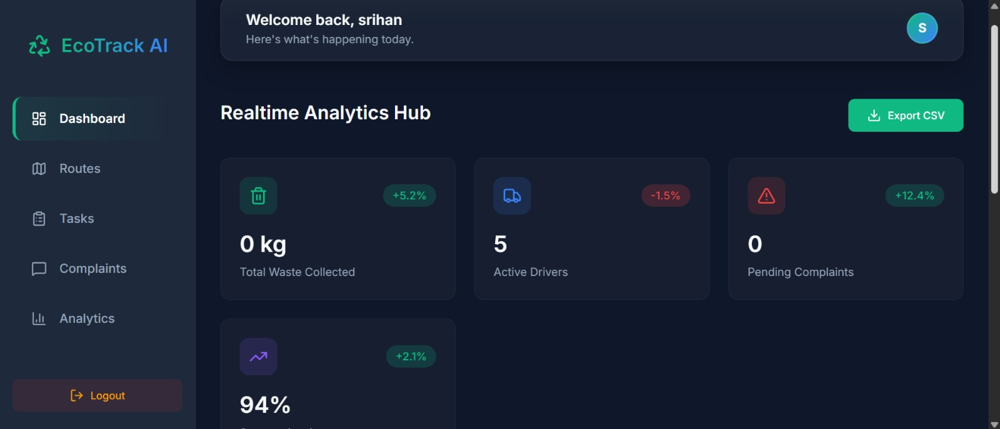 EcoTrack AI
Dashboard
Routes
Tasks
Complaints
Analytics
Logout
Welcome back, srihan
Here's what's happening today.
S
Realtime Analytics Hub
Export CSV
+5.2%
0 kg
Total Waste Collected
-1.5%
5
Active Drivers
+12.4%
0
Pending Complaints
+2.1%
94%